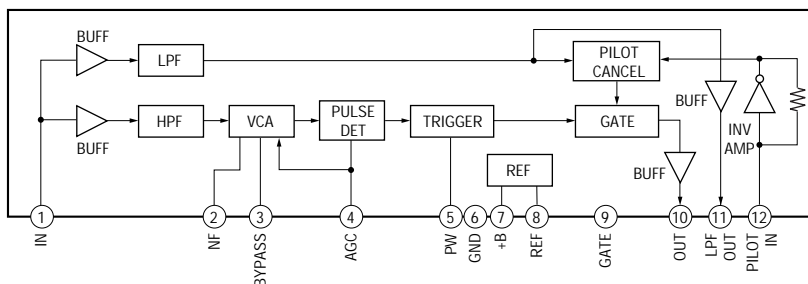 BUFF
LPF
PILOT
CANCEL
BUFF
HPF
VCA
PULSE
DET
TRIGGER
GATE
BUFF
INV
AMP
BUFF
REF
1
2
3
4
5
6
7
8
9
10
11
12
IN
NF
BYPASS
AGC
PW
GND
+B
REF
GATE
OUT
LPF
OUT
PILOT
IN